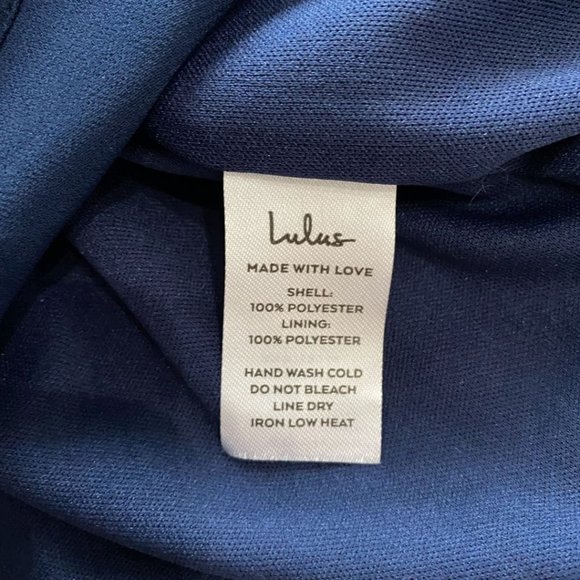 Lulus
MADE WITH LOVE
SHELL:
100% POLYESTER
LINING:
100% POLYESTER
HAND WASH COLD
DO NOT BLEACH
LINE DRY
IRON LOW HEAT